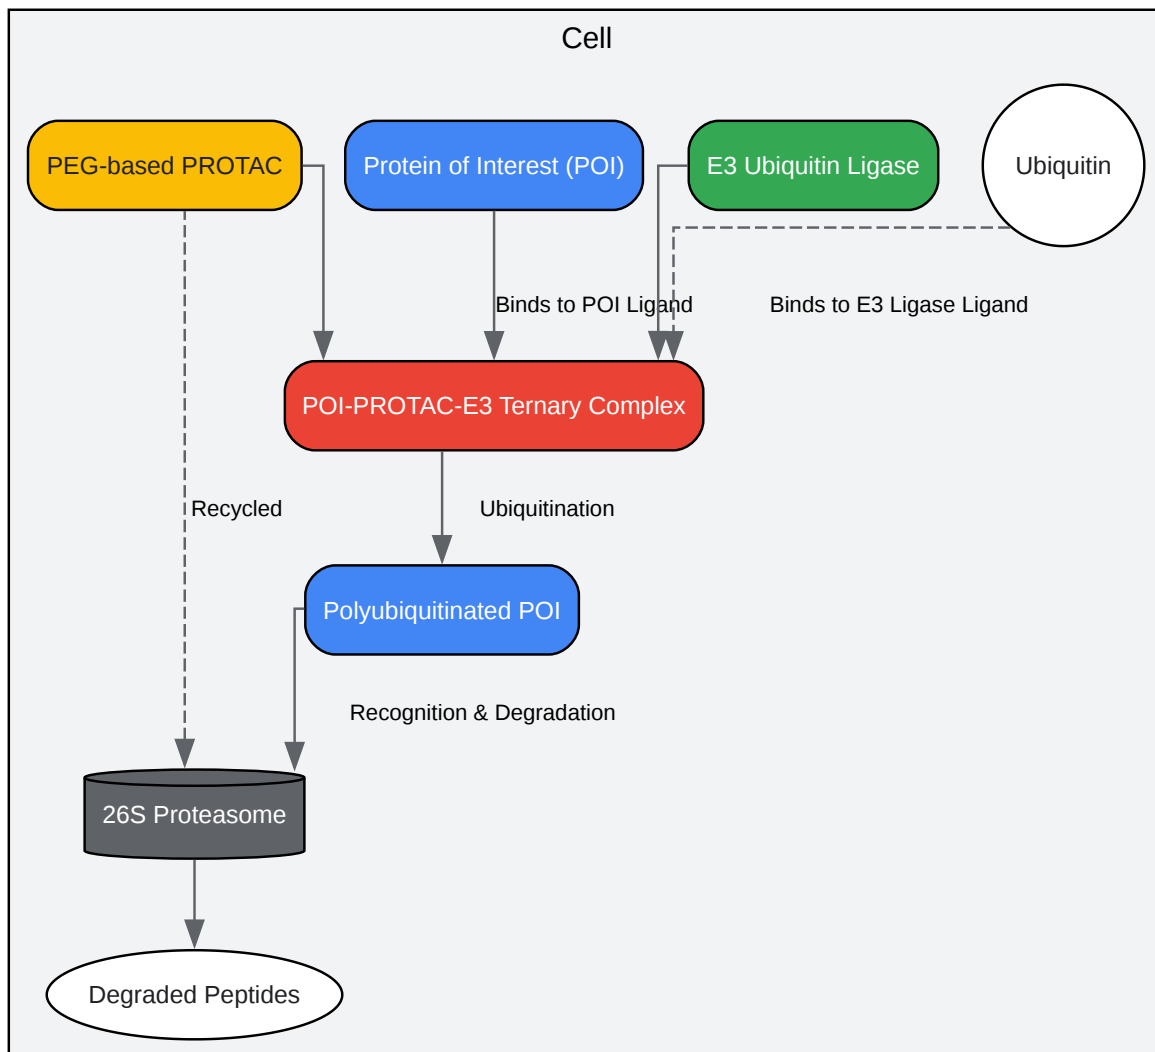 Cell
PEG-based PROTAC
Protein of Interest (POI)
E3 Ubiquitin Ligase
Ubiquitin
Binds to POI Ligand
Binds to E3 Ligase Ligand
POI-PROTAC-E3 Ternary Complex
Recycled
Ubiquitination
Polyubiquitinated POI
Recognition & Degradation
26S Proteasome
Degraded Peptides